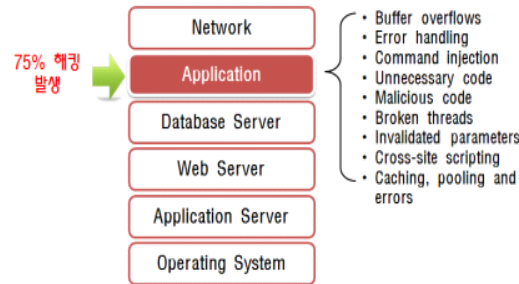 75% 해킹
발생
Network
Application
Database Server
Web Server
Application Server
Operating System
• Buffer overflows
• Error handling
• Command injection
• Unnecessary code
• Malicious code
• Broken threads
• Invalidated parameters
• Cross-site scripting
• Caching, pooling and
errors